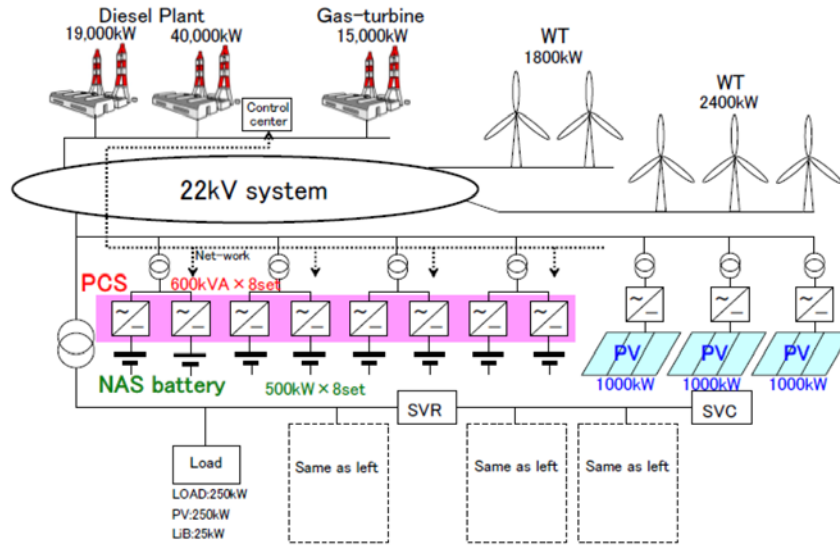 Diesel Plant
19,000kW
40,000kW
Gas-turbine
15,000kW
WT
1800kW
WT
2400kW
Control
center
22kV system
Net-work
PCS
600kVA×8set
NAS battery
500kW×8set
PV
1000kW
PV
1000kW
PV
1000kW
SVR
SVC
Load
LOAD:250kW
PV:250kW
LiB:25kW
Same as left
Same as left
Same as left